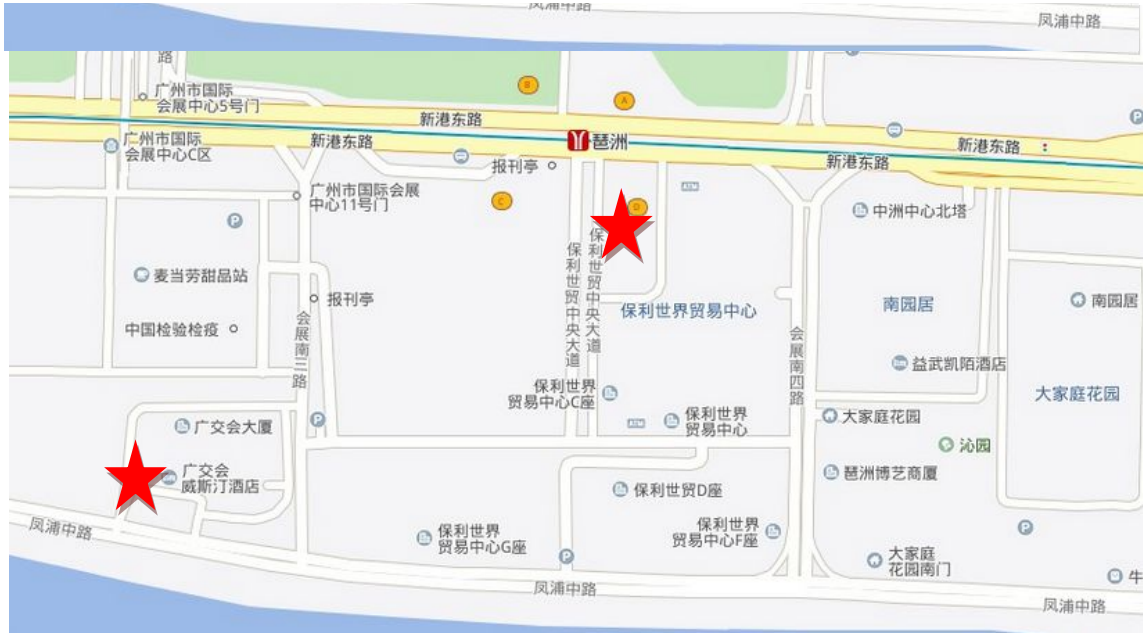 凤浦中路
凤浦中路
路
广州市国际
会展中心5号门
新港东路
B
A
P
广州市国际
会展中心C区
新港东路
琶洲
新港东路
新港东路
报刊亭
广州市国际会展
中心11号门
C
D
P
中洲中心北塔
麦当劳甜品站
保利世贸中央大道
保利世贸中央大道
报刊亭
保利世界贸易中心
南园居
南园居
中国检验检疫
会展南三路
会展南四路
益武凯陌酒店
保利世界
贸易中心C座
大家庭花园
P
广交会大厦
保利世界
贸易中心
大家庭花园
沁园
广交会
威斯汀酒店
保利世贸D座
琶洲博艺商厦
凤浦中路
保利世界
贸易中心G座
保利世界
贸易中心F座
P
P
大家庭
花园南门
牛
凤浦中路
凤浦中路